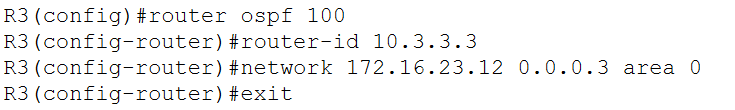 R3(config)#router ospf 100
R3(config-router)#router-id 10.3.3.3
R3(config-router)#network 172.16.23.12 0.0.0.3 area 0
R3(config-router)#exit